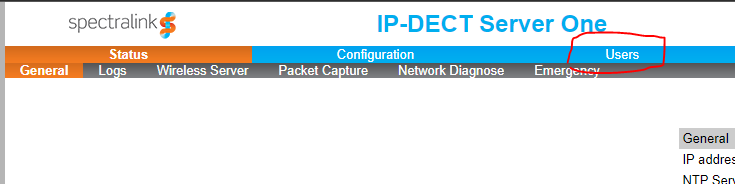 spectralink IP-DECT Server One
Status Configuration Users
General Logs Wireless Server Packet Capture Network Diagnose Emergency
General
IP addres
NTP Serv